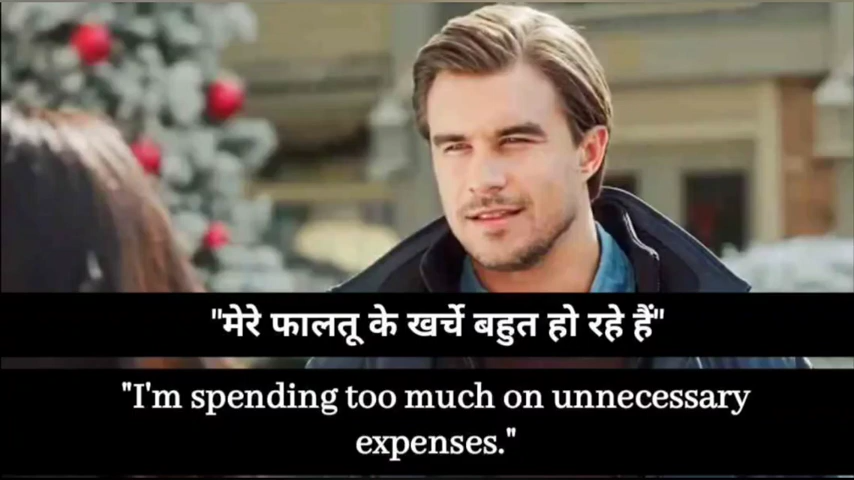 "मेरे फालतू के खर्चे बहुत हो रहे हैं"
"I'm spending too much on unnecessary
expenses."